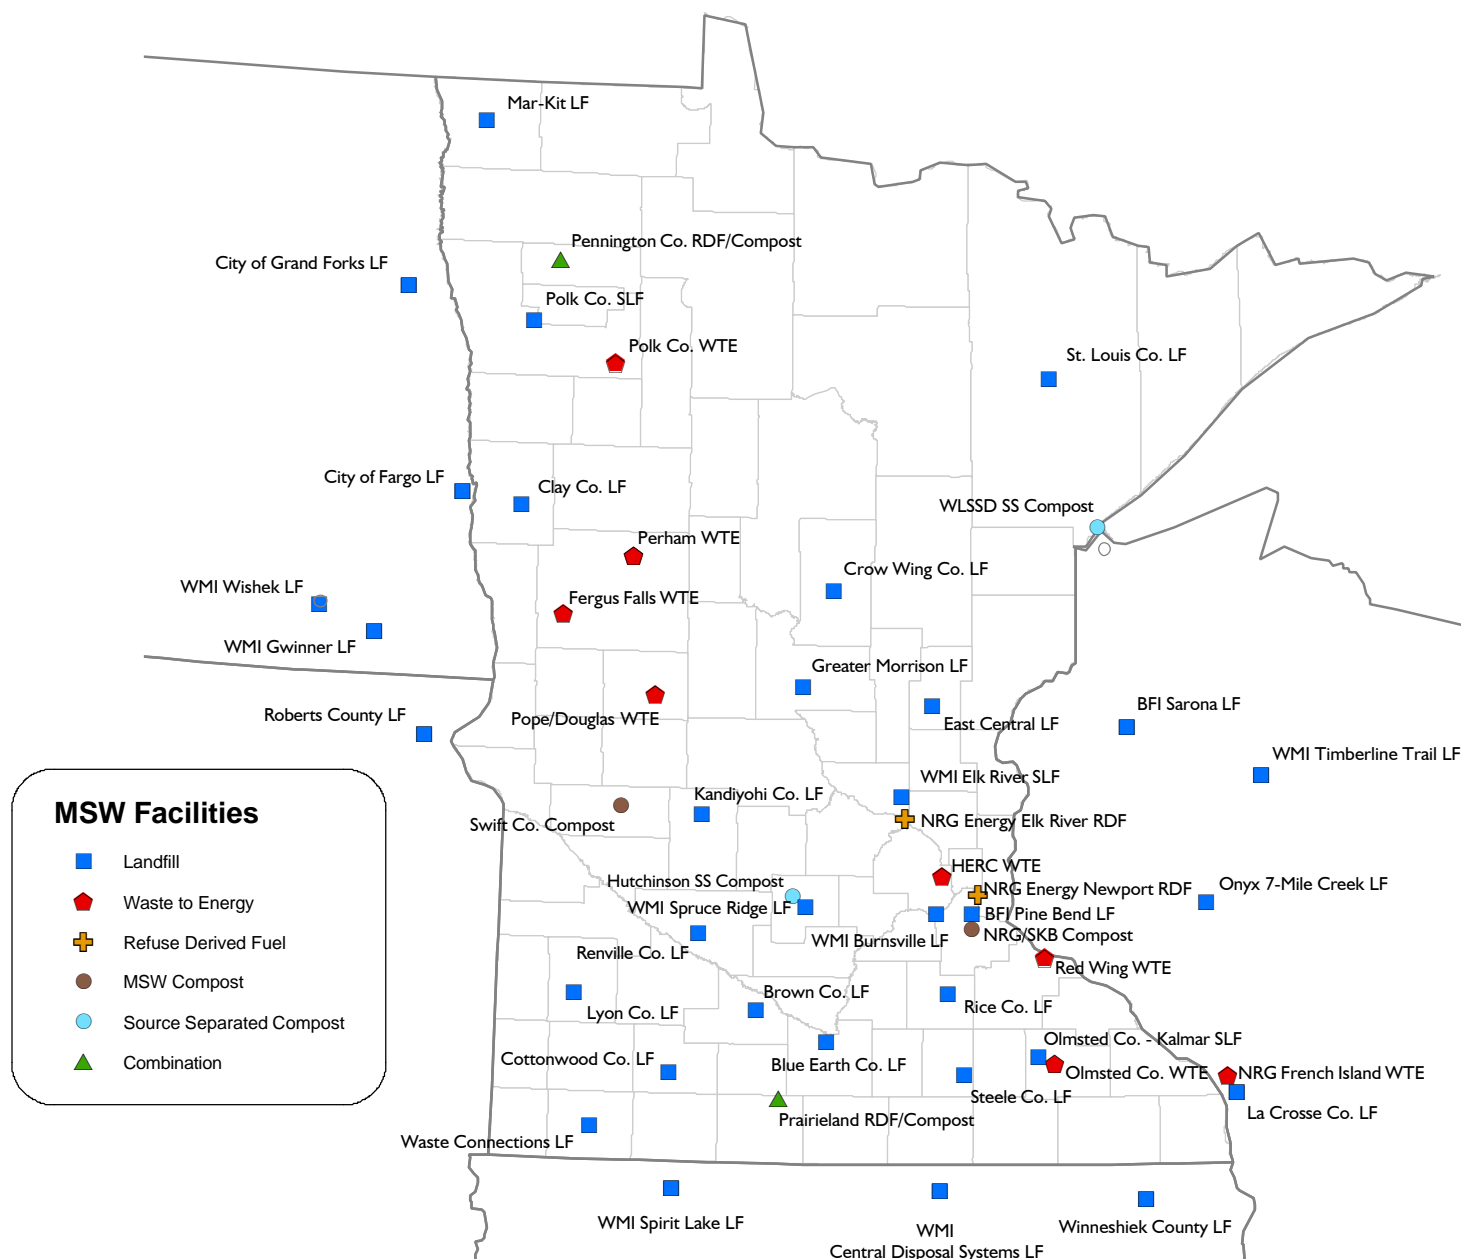 Mar-Kit LF
Pennington Co. RDF/Compost
City of Grand Forks LF
Polk Co. SLF
Polk Co. WTE
St. Louis Co. LF
City of Fargo LF
Clay Co. LF
WLSSD SS Compost
Perham WTE
Crow Wing Co. LF
WMI Wishek LF
Fergus Falls WTE
WMI Gwinner LF
Greater Morrison LF
BFI Sarona LF
Roberts County LF
Pope/Douglas WTE
East Central LF
WMI Timberline Trail LF
WMI Elk River SLF
Kandiyohi Co. LF
Swift Co. Compost
NRG Energy Elk River RDF
HERC WTE
Hutchinson SS Compost
NRG Energy Newport RDF
Onyx 7-Mile Creek LF
WMI Spruce Ridge LF
BFI Pine Bend LF
WMI Burnsville LF
NRG/SKB Compost
Renville Co. LF
Red Wing WTE
Brown Co. LF
Rice Co. LF
Lyon Co. LF
Olmsted Co. - Kalmar SLF
Cottonwood Co. LF
Blue Earth Co. LF
Olmsted Co. WTE
NRG French Island WTE
Steele Co. LF
La Crosse Co. LF
Prairieland RDF/Compost
Waste Connections LF
WMI Spirit Lake LF
WMI
Central Disposal Systems LF
Winneshiek County LF
MSW Facilities
Landfill
Waste to Energy
Refuse Derived Fuel
MSW Compost
Source Separated Compost
Combination